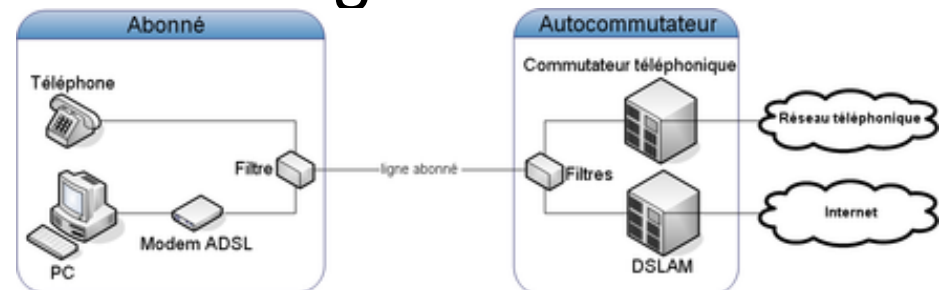 Abonné
Autocommutateur
Téléphone
Commutateur téléphonique
Réseau téléphonique
Filtre
ligne abonné
Filtres
Modem ADSL
PC
Internet
DSLAM